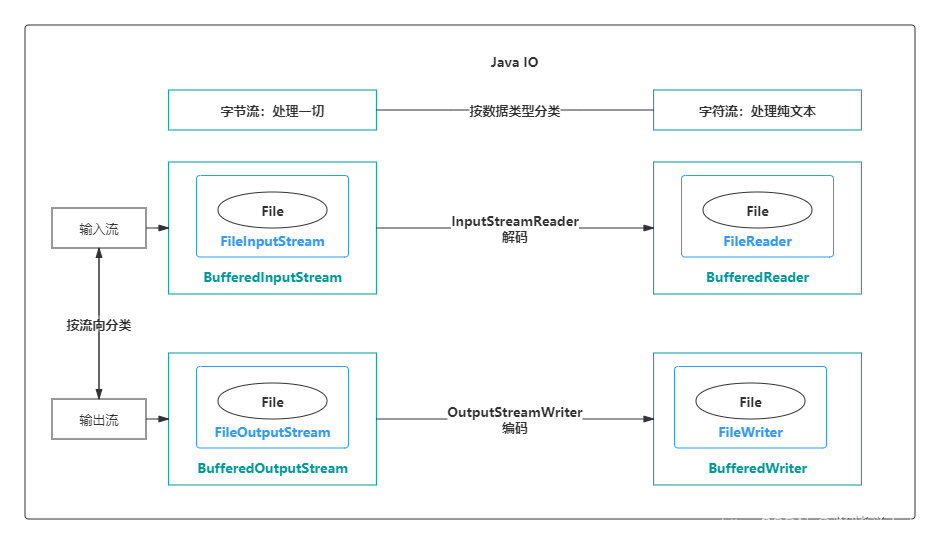 Java IO
字节流：处理一切
按数据类型分类
字符流：处理纯文本
输入流
File
FileInputStream
BufferedInputStream
InputStreamReader
解码
File
FileReader
BufferedReader
按流向分类
输出流
File
FileOutputStream
BufferedOutputStream
OutputStreamWriter
编码
File
FileWriter
BufferedWriter